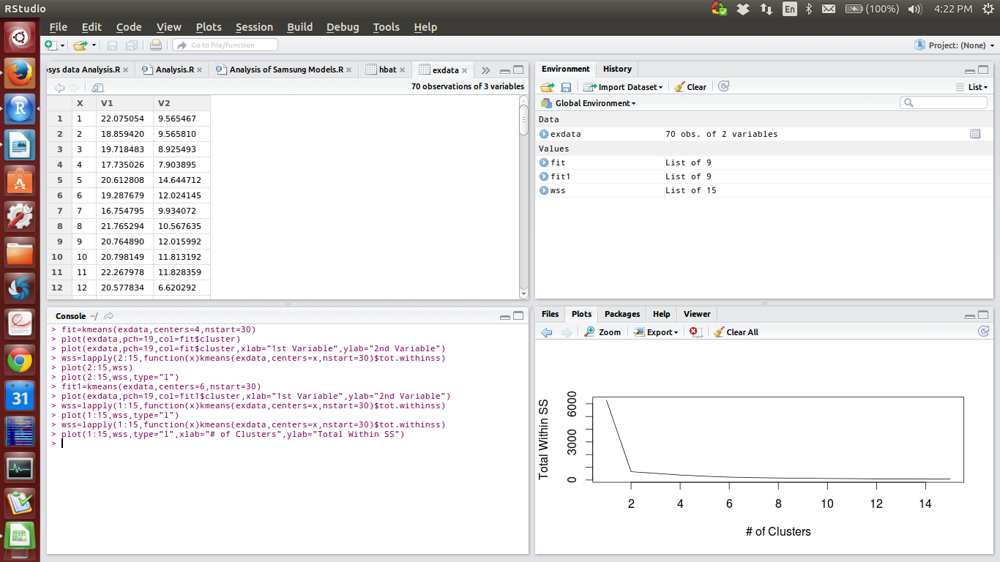 RStudio
En
(100%)
4:22 PM
File Edit Code View Plots Session Build Debug Tools Help
Go to file/function
Project: (None)
osys data Analysis.R
Analysis.R
Analysis of Samsung Models.R
hbat
exdata
70 observations of 3 variables
X V1 V2
1 1 22.075054 9.565467
2 2 18.859420 9.565810
3 3 19.718483 8.925493
4 4 17.735026 7.903895
5 5 20.612808 14.644712
6 6 19.287679 12.024145
7 7 16.754795 9.934072
8 8 21.765294 10.567635
9 9 20.764890 12.015992
10 10 20.798149 11.813192
11 11 22.267978 11.828359
12 12 20.577834 6.620292
Environment History
Import Dataset Clear List
Global Environment
Data
exdata 70 obs. of 2 variables
Values
fit List of 9
fit1 List of 9
wss List of 15
Console ~/
> fit=kmeans(exdata,centers=4,nstart=30)
> plot(exdata,pch=19,col=fit$cluster)
> plot(exdata,pch=19,col=fit$cluster,xlab="1st Variable",ylab="2nd Variable")
> wss=lapply(2:15,function(x)kmeans(exdata,centers=x,nstart=30)$tot.withinss)
> plot(2:15,wss)
> plot(2:15,wss,type="l")
> fit1=kmeans(exdata,centers=6,nstart=30)
> plot(exdata,pch=19,col=fit1$cluster,xlab="1st Variable",ylab="2nd Variable")
> wss=lapply(1:15,function(x)kmeans(exdata,centers=x,nstart=30)$tot.withinss)
> plot(1:15,wss,type="l")
> wss=lapply(1:15,function(x)kmeans(exdata,centers=x,nstart=30)$tot.withinss)
> plot(1:15,wss,type="l",xlab="# of Clusters",ylab="Total Within SS")
>
Files Plots Packages Help Viewer
Zoom Export Clear All
Total Within SS
6000
3000
0
2 4 6 8 10 12 14
# of Clusters
31